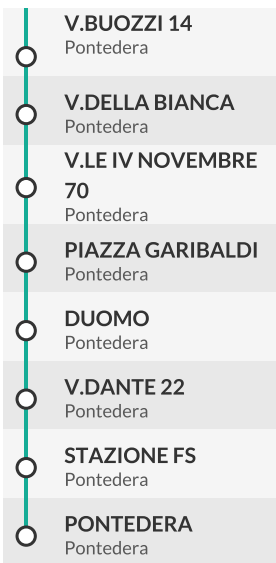 V.BUOZZI 14
Pontedera
V.DELLA BIANCA
Pontedera
V.LE IV NOVEMBRE
70
Pontedera
PIAZZA GARIBALDI
Pontedera
DUOMO
Pontedera
V.DANTE 22
Pontedera
STAZIONE FS
Pontedera
PONTEDERA
Pontedera